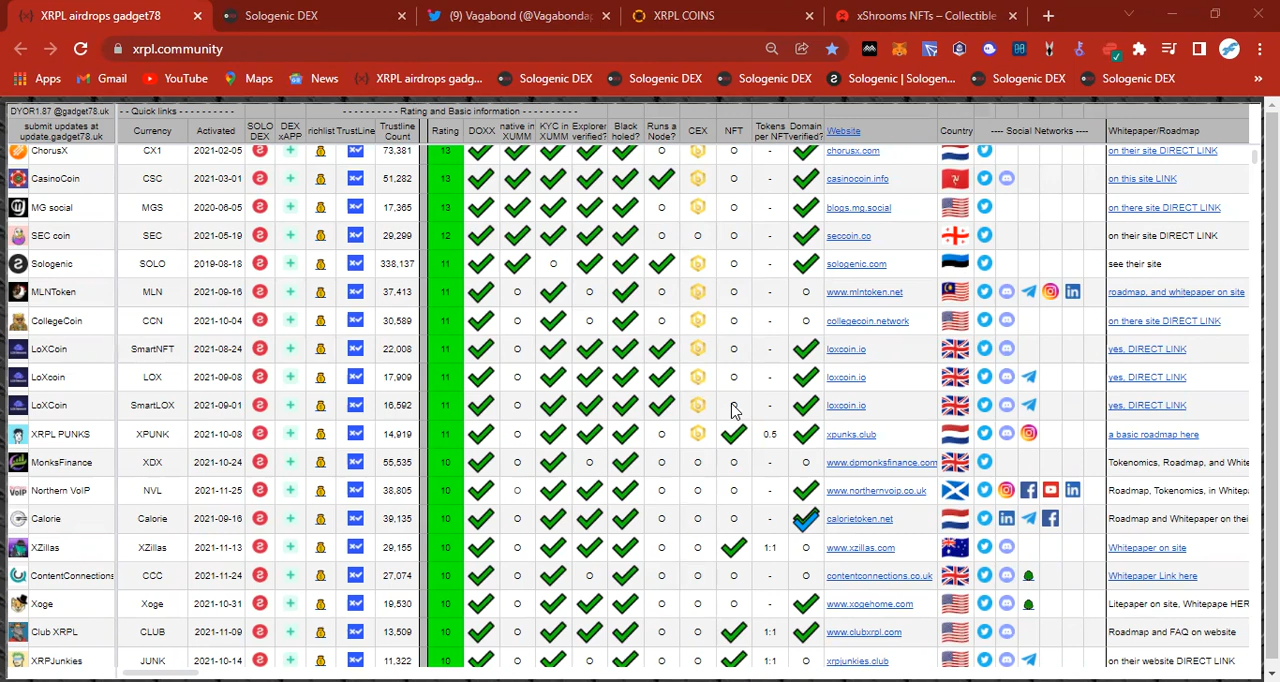 XRPL airdrops gadget78
Sologenic DEX
(9) Vagabond (@Vagabonda
XRPL COINS
xShrooms NFTs – Collectible
xrpl.community
Apps Gmail YouTube Maps News XRPL airdrops gadg... Sologenic DEX Sologenic DEX Sologenic DEX Sologenic | Sologen... Sologenic DEX Sologenic DEX »
DYOR1.87 @gadget78.uk -- Quick links ---------- --------- Rating and Basic information ---------
submit updates at update.gadget78.uk Currency Activated SOLO DEX DEX xAPP richlist TrustLine Trustline Count Rating DOXX native in XUMM KYC in XUMM Explorer verified? Black holed? Runs a Node? CEX NFT Tokens per NFT Domain verified? Website Country ---- Social Networks ---- Whitepaper/Roadmap
ChorusX CX1 2021-02-05 73,381 13 - chorusx.com on their site DIRECT LINK
CasinoCoin CSC 2021-03-01 51,282 13 - casinocoin.info on this site LINK
MG social MGS 2020-06-05 17,365 13 - blogs.mg.social on there site DIRECT LINK
SEC coin SEC 2021-05-19 29,299 12 - seccoin.co on their site DIRECT LINK
Sologenic SOLO 2019-08-18 338,137 11 - sologenic.com see their site
MLNToken MLN 2021-09-16 37,413 11 - www.mlntoken.net roadmap, and whitepaper on site
CollegeCoin CCN 2021-10-04 30,589 11 - collegecoin.network on there site DIRECT LINK
LoXCoin SmartNFT 2021-08-24 22,008 11 - loxcoin.io yes, DIRECT LINK
LoXcoin LOX 2021-09-08 17,909 11 - loxcoin.io yes, DIRECT LINK
LoXCoin SmartLOX 2021-09-01 16,592 11 - loxcoin.io yes, DIRECT LINK
XRPL PUNKS XPUNK 2021-10-08 14,919 11 0.5 xpunks.club a basic roadmap here
MonksFinance XDX 2021-10-24 55,535 10 - www.dpmonksfinance.com Tokenomics, Roadmap, and White
VoIP Northern VoIP NVL 2021-11-25 38,805 10 - www.northernvoip.co.uk Roadmap, Tokenomics, in Whitepa
Calorie Calorie 2021-09-16 39,135 10 - calorietoken.net Roadmap and Whitepaper on thei
XZillas XZillas 2021-11-13 29,155 10 1:1 www.xzillas.com Whitepaper on site
ContentConnections CCC 2021-11-24 27,074 10 - contentconnections.co.uk Whitepaper Link here
Xoge Xoge 2021-10-31 19,530 10 - www.xogehome.com Litepaper on site, Whitepape HER
Club XRPL CLUB 2021-11-09 13,509 10 1:1 www.clubxrpl.com Roadmap and FAQ on website
XRPJunkies JUNK 2021-10-14 11,322 10 1:1 xrpjunkies.club on their website DIRECT LINK